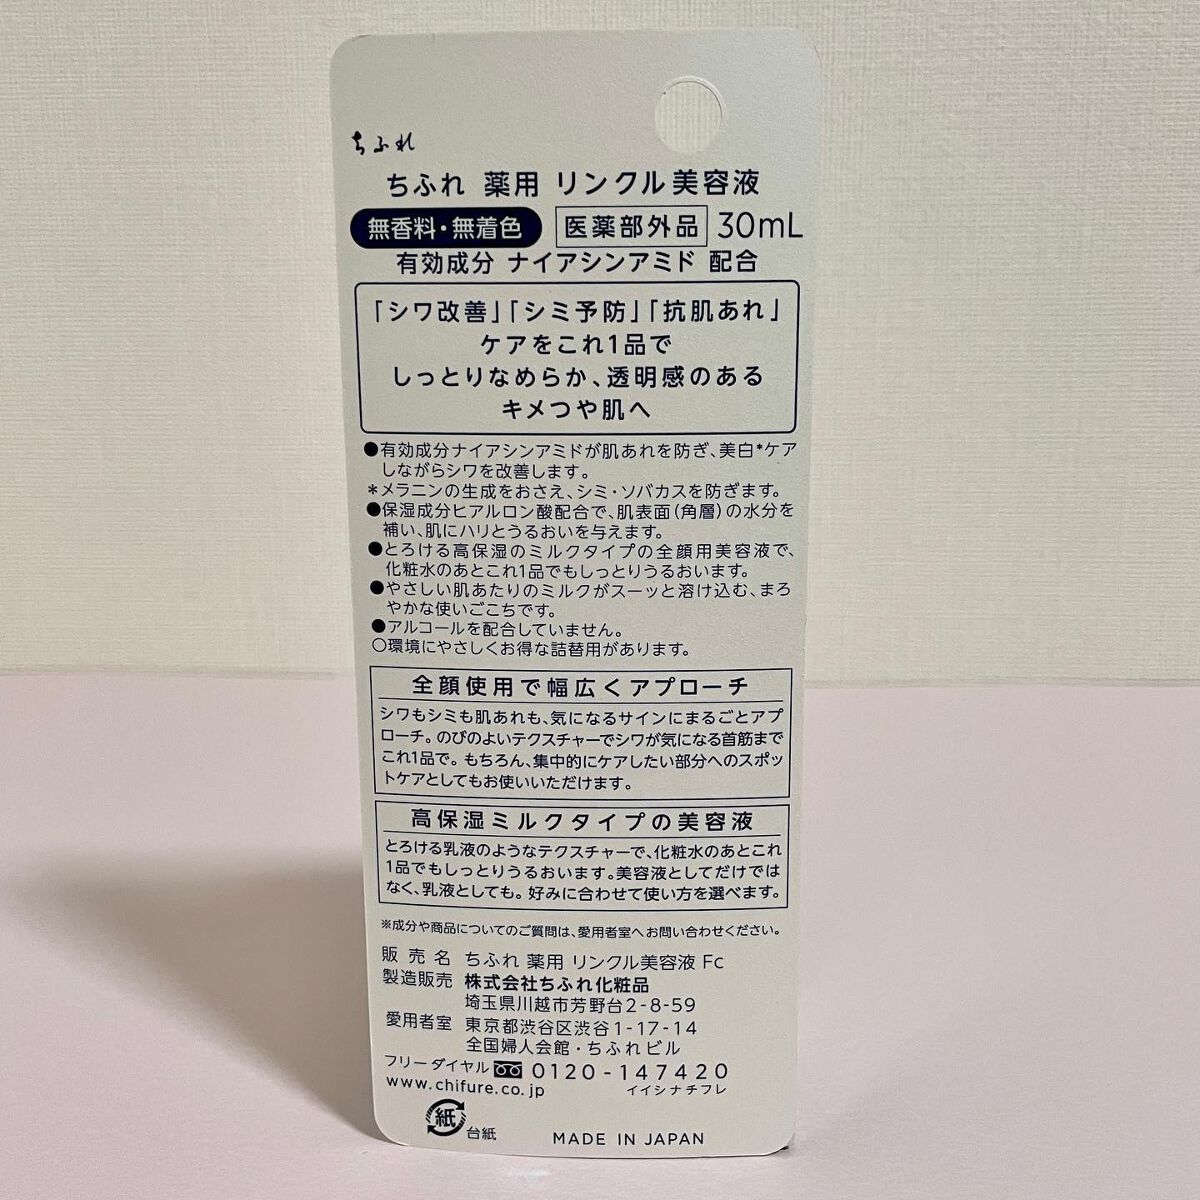 ちふれ
ちふれ 薬用 リンクル美容液
無香料・無着色 医薬部外品 30mL
有効成分 ナイアシンアミド 配合
「シワ改善」「シミ予防」「抗肌あれ」
ケアをこれ1品で
しっとりなめらか、透明感のある
キメつや肌へ
●有効成分ナイアシンアミドが肌あれを防ぎ、美白*ケア
しながらシワを改善します。
*メラニンの生成をおさえ、シミ・ソバカスを防ぎます。
●保湿成分ヒアルロン酸配合で、肌表面(角層)の水分を
補い、肌にハリとうるおいを与えます。
●とろける高保湿のミルクタイプの全顔用美容液で、
化粧水のあとこれ1品でもしっとりうるおいます。
●やさしい肌あたりのミルクがスーッと溶け込む、まろ
やかな使いごこちです。
●アルコールを配合していません。
○環境にやさしくお得な詰替用があります。
全顔使用で幅広くアプローチ
シワもシミも肌あれも、気になるサインにまるごとアプ
ローチ。のびのよいテクスチャーでシワが気になる首筋まで
これ1品で。もちろん、集中的にケアしたい部分へのスポッ
トケアとしてもお使いいただけます。
高保湿ミルクタイプの美容液
とろける乳液のようなテクスチャーで、化粧水のあとこれ
1品でもしっとりうるおいます。美容液としてだけでは
なく、乳液としても。好みに合わせて使い方を選べます。
※成分や商品についてのご質問は、愛用者室へお問い合わせください。
販売名 ちふれ 薬用 リンクル美容液 Fc
製造販売 株式会社ちふれ化粧品
埼玉県川越市芳野台2-8-59
愛用者室 東京都渋谷区渋谷1-17-14
全国婦人会館・ちふれビル
フリーダイヤル 0120-147420
www.chifure.co.jp イイシナチフレ
紙 台紙 MADE IN JAPAN